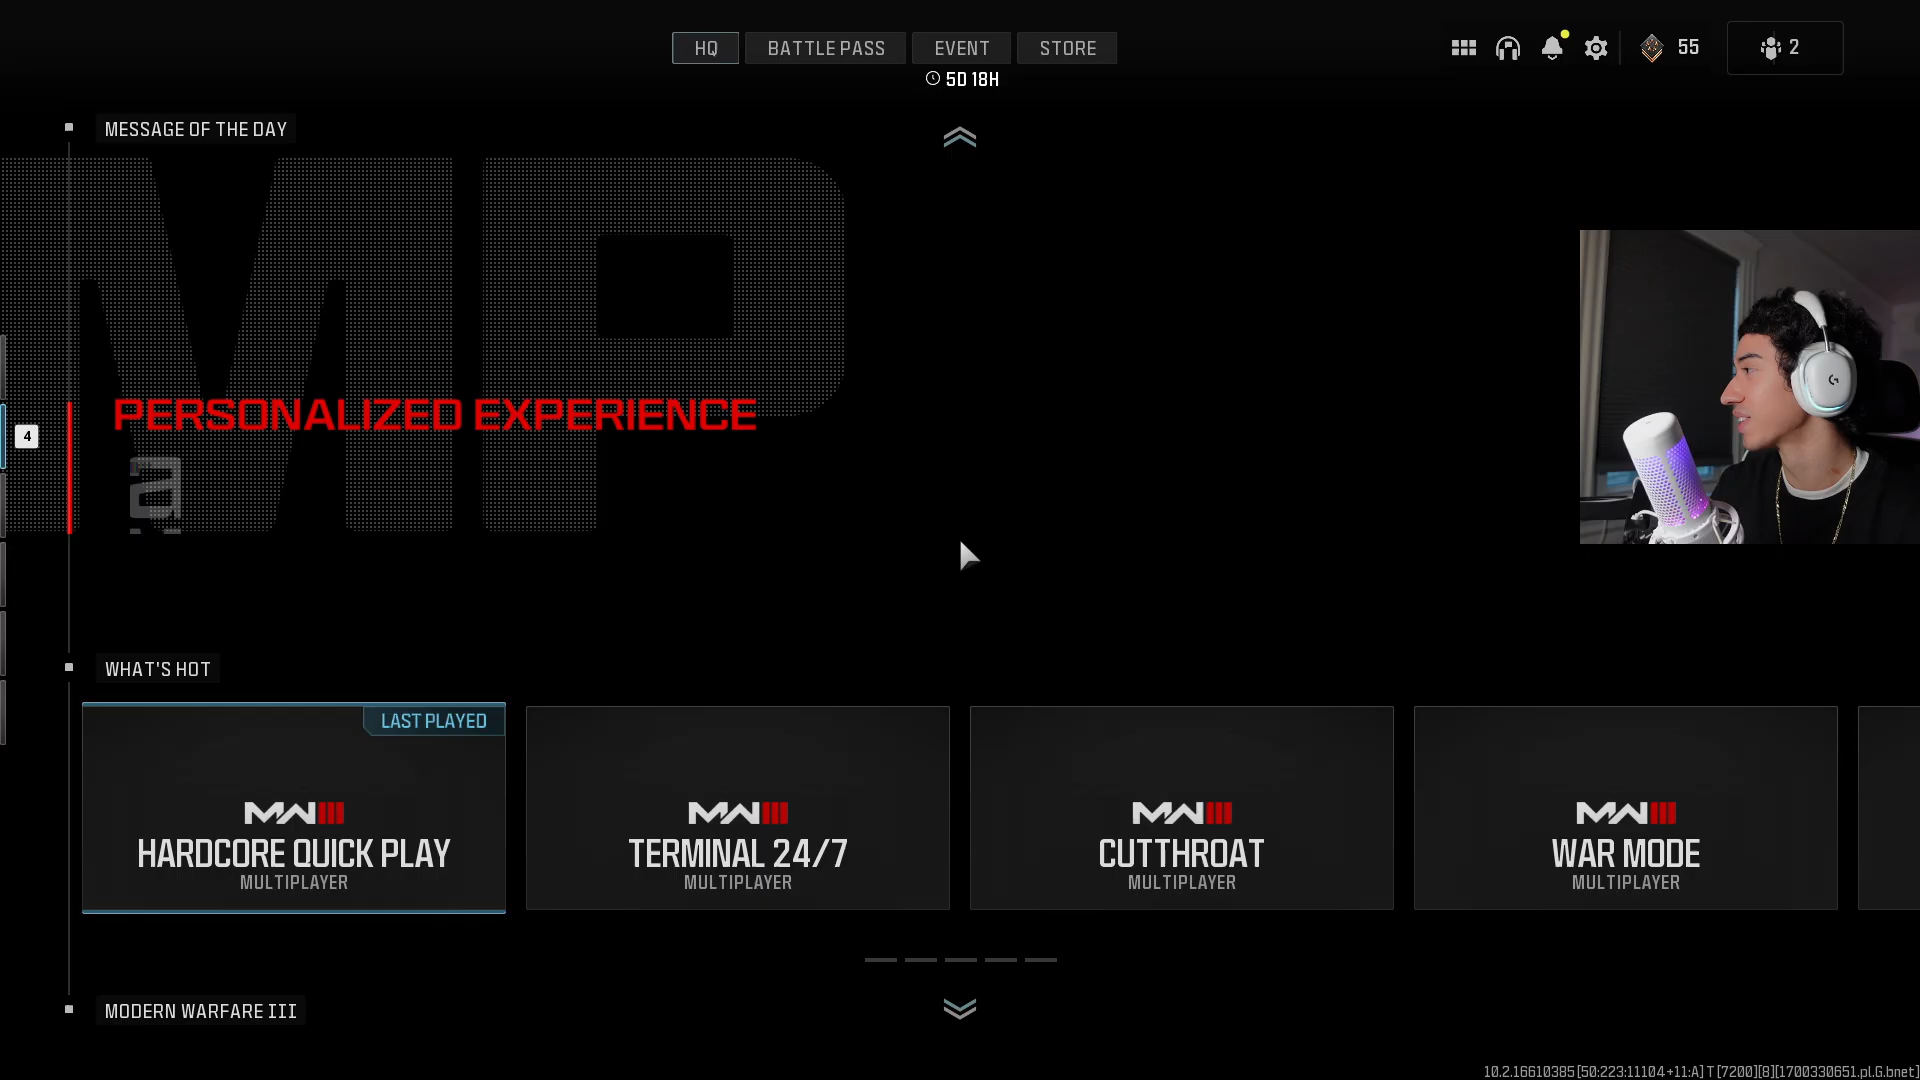 HQ
BATTLE PASS
EVENT
STORE
5D 18H
55
2
MESSAGE OF THE DAY
MP
PERSONALIZED EXPERIENCE
a
4
WHAT'S HOT
LAST PLAYED
MWIII
HARDCORE QUICK PLAY
MULTIPLAYER
MWIII
TERMINAL 24/7
MULTIPLAYER
MWIII
CUTTHROAT
MULTIPLAYER
MWIII
WAR MODE
MULTIPLAYER
MODERN WARFARE III
10.2.16610385[50:223:11104+11:A] T [7200][8][1700330651.pl.G.bnet]